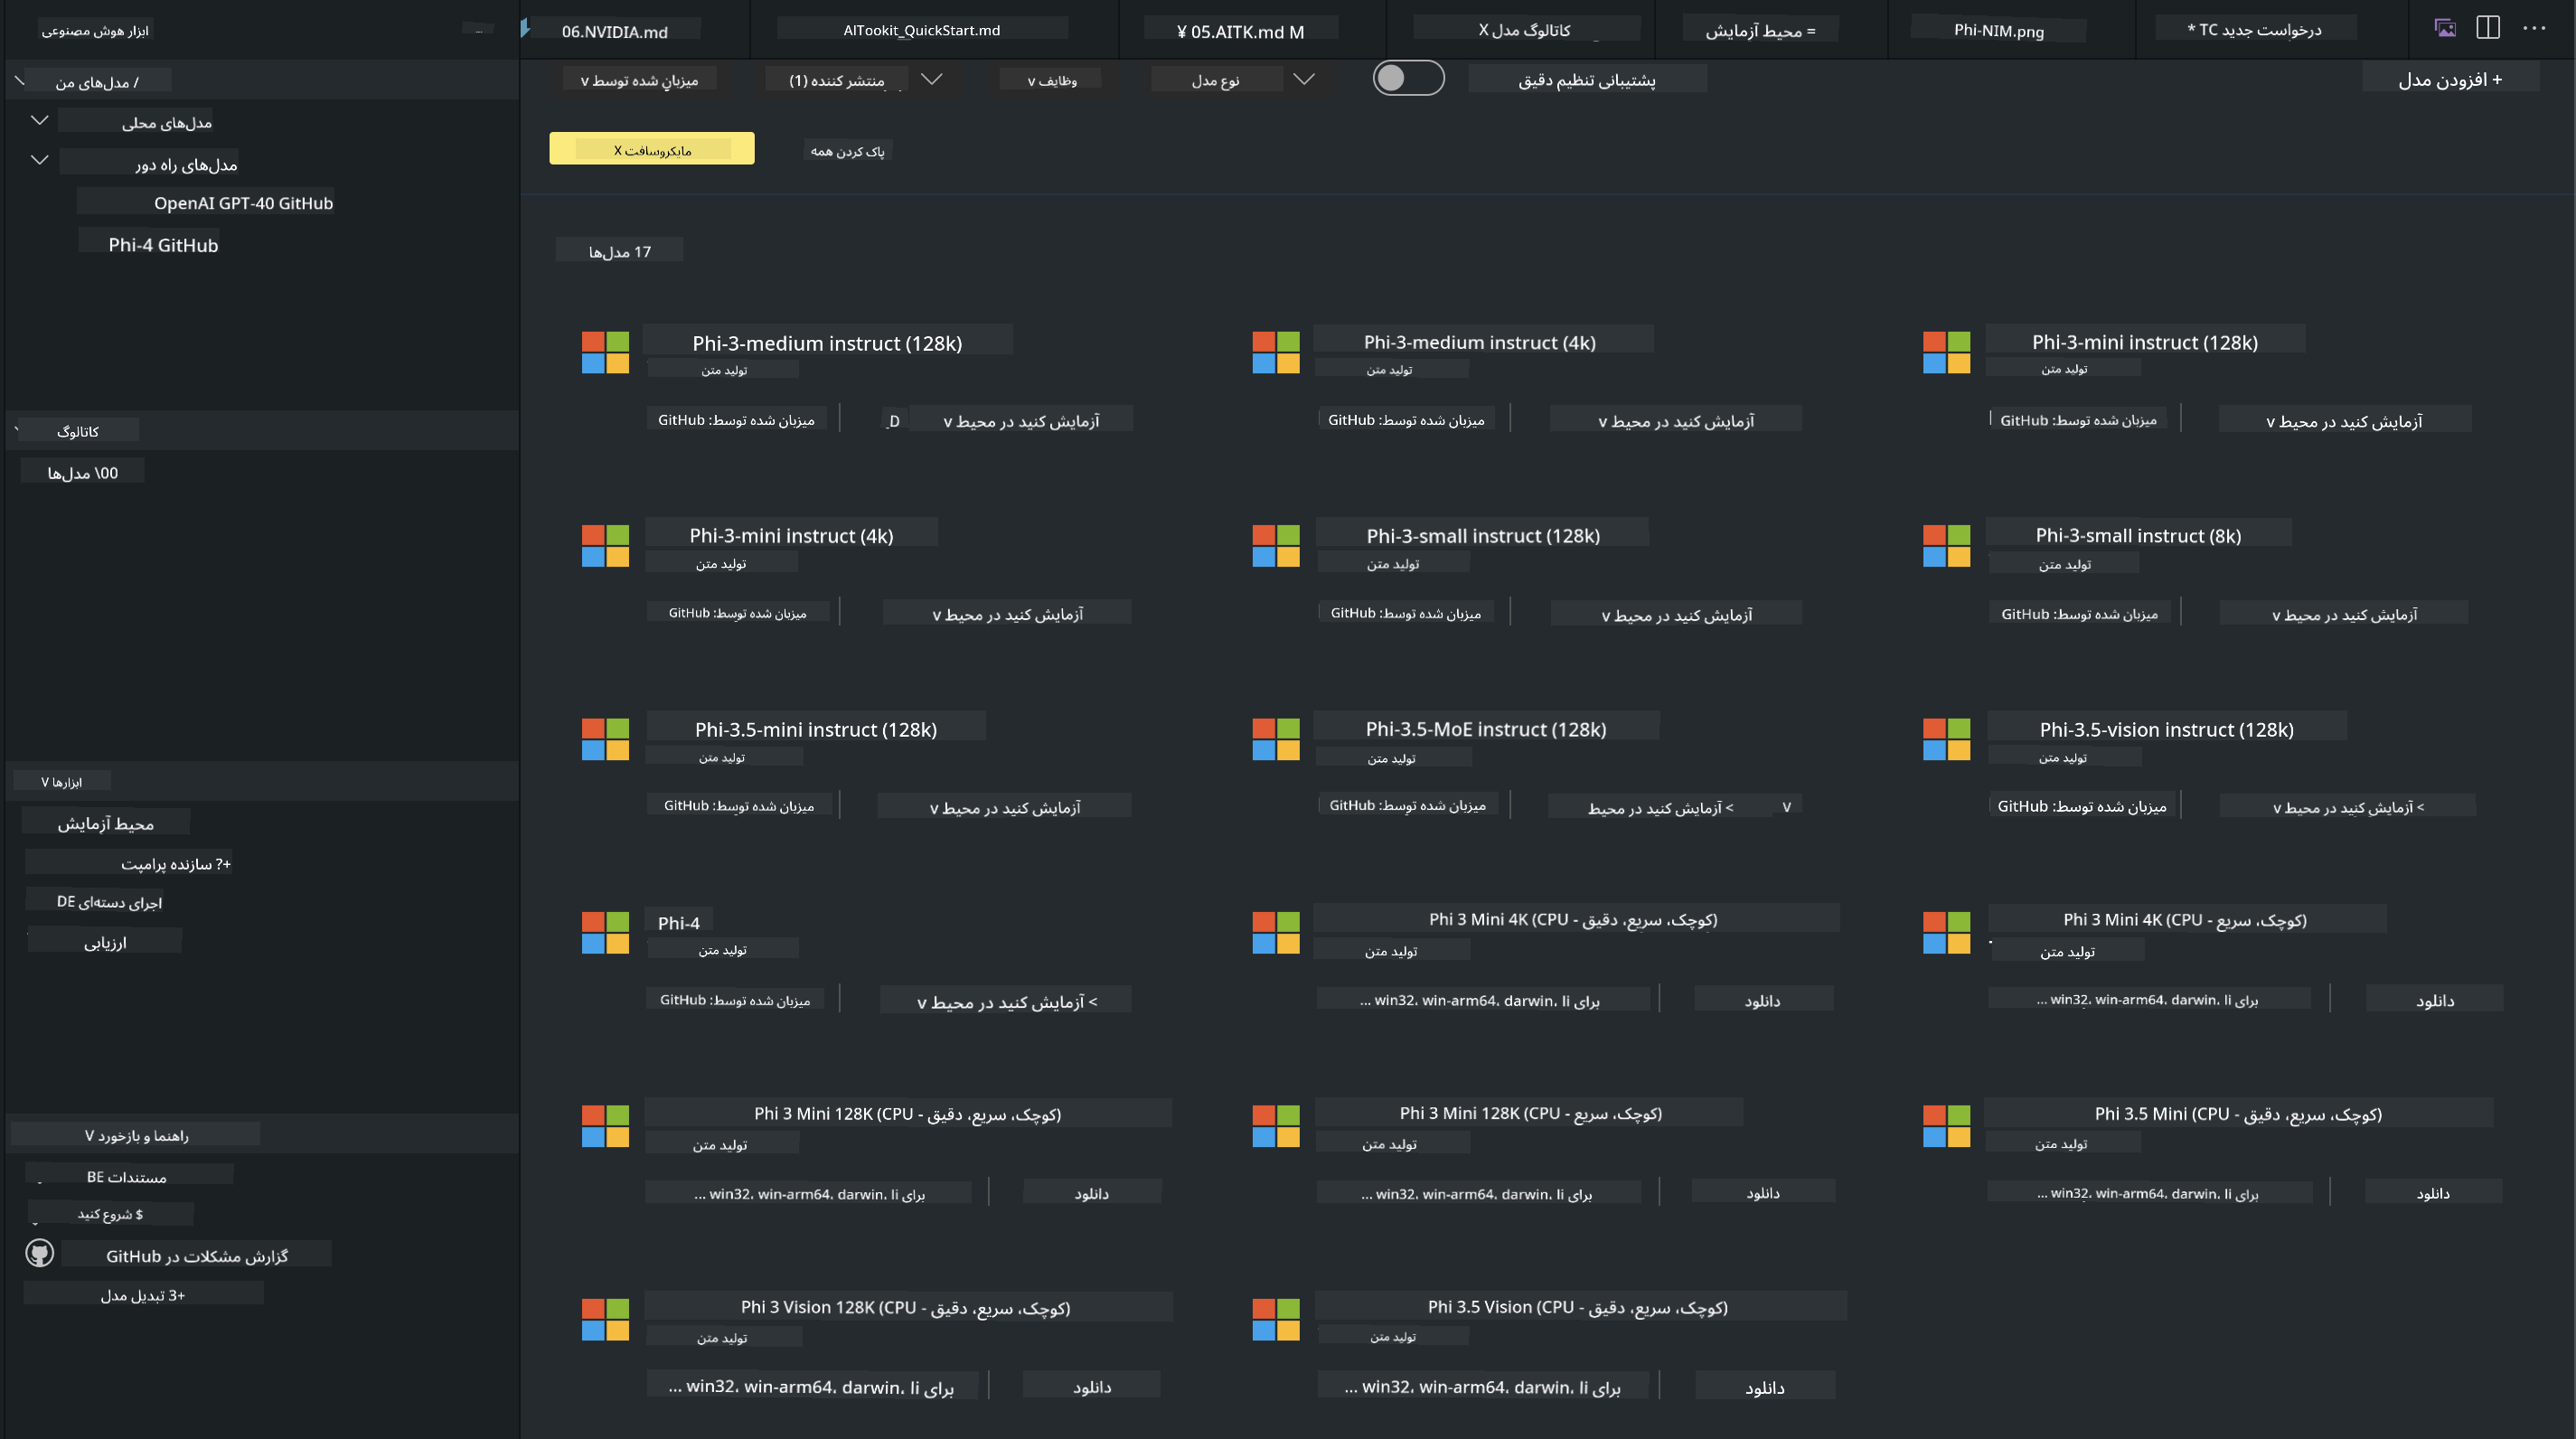 ابزار هوش مصنوعی
06.NVIDIA.md
AITookit_QuickStart.md
¥ 05.AITK.md M
کاتالوگ مدل X
= محیط آزمایش
Phi-NIM.png
درخواست جدید TC *
/ مدل‌های من
مدل‌های محلی
مدل‌های راه دور
OpenAI GPT-40 GitHub
Phi-4 GitHub
کاتالوگ
\00 مدل‌ها
ابزارها V
محیط آزمایش
+? سازنده پرامپت
اجرای دسته‌ای DE
ارزیابی
راهنما و بازخورد V
مستندات BE
$ شروع کنید
گزارش مشکلات در GitHub
+3 تبدیل مدل
میزبان شده توسط v
منتشر کننده (1)
وظایف v
نوع مدل
پشتیبانی تنظیم دقیق
+ افزودن مدل
مایکروسافت X
پاک کردن همه
17 مدل‌ها
Phi-3-medium instruct (128k)
تولید متن
میزبان شده توسط: GitHub
D_
آزمایش کنید در محیط v
Phi-3-medium instruct (4k)
تولید متن
میزبان شده توسط: GitHub
آزمایش کنید در محیط v
Phi-3-mini instruct (128k)
تولید متن
میزبان شده توسط: GitHub
آزمایش کنید در محیط v
Phi-3-mini instruct (4k)
تولید متن
میزبان شده توسط: GitHub
آزمایش کنید در محیط v
Phi-3-small instruct (128k)
تولید متن
میزبان شده توسط: GitHub
آزمایش کنید در محیط v
Phi-3-small instruct (8k)
تولید متن
میزبان شده توسط: GitHub
آزمایش کنید در محیط v
Phi-3.5-mini instruct (128k)
تولید متن
میزبان شده توسط: GitHub
آزمایش کنید در محیط v
Phi-3.5-MoE instruct (128k)
تولید متن
میزبان شده توسط: GitHub
> آزمایش کنید در محیط
V
Phi-3.5-vision instruct (128k)
تولید متن
میزبان شده توسط: GitHub
> آزمایش کنید در محیط v
Phi-4
تولید متن
میزبان شده توسط: GitHub
> آزمایش کنید در محیط v
Phi 3 Mini 4K (CPU - کوچک، سریع، دقیق)
تولید متن
برای win32، win-arm64، darwin، li ...
دانلود
Phi 3 Mini 4K (CPU - کوچک، سریع)
تولید متن
برای win32، win-arm64، darwin، li ...
دانلود
Phi 3 Mini 128K (CPU - کوچک، سریع، دقیق)
تولید متن
برای win32، win-arm64، darwin، li ...
دانلود
Phi 3 Mini 128K (CPU - کوچک، سریع)
تولید متن
برای win32، win-arm64، darwin، li ...
دانلود
Phi 3.5 Mini (CPU - کوچک، سریع، دقیق)
تولید متن
برای win32، win-arm64، darwin، li ...
دانلود
Phi 3 Vision 128K (CPU - کوچک، سریع، دقیق)
تولید متن
برای win32، win-arm64، darwin، li ...
دانلود
Phi 3.5 Vision (CPU - کوچک، سریع، دقیق)
تولید متن
برای win32، win-arm64، darwin، li ...
دانلود